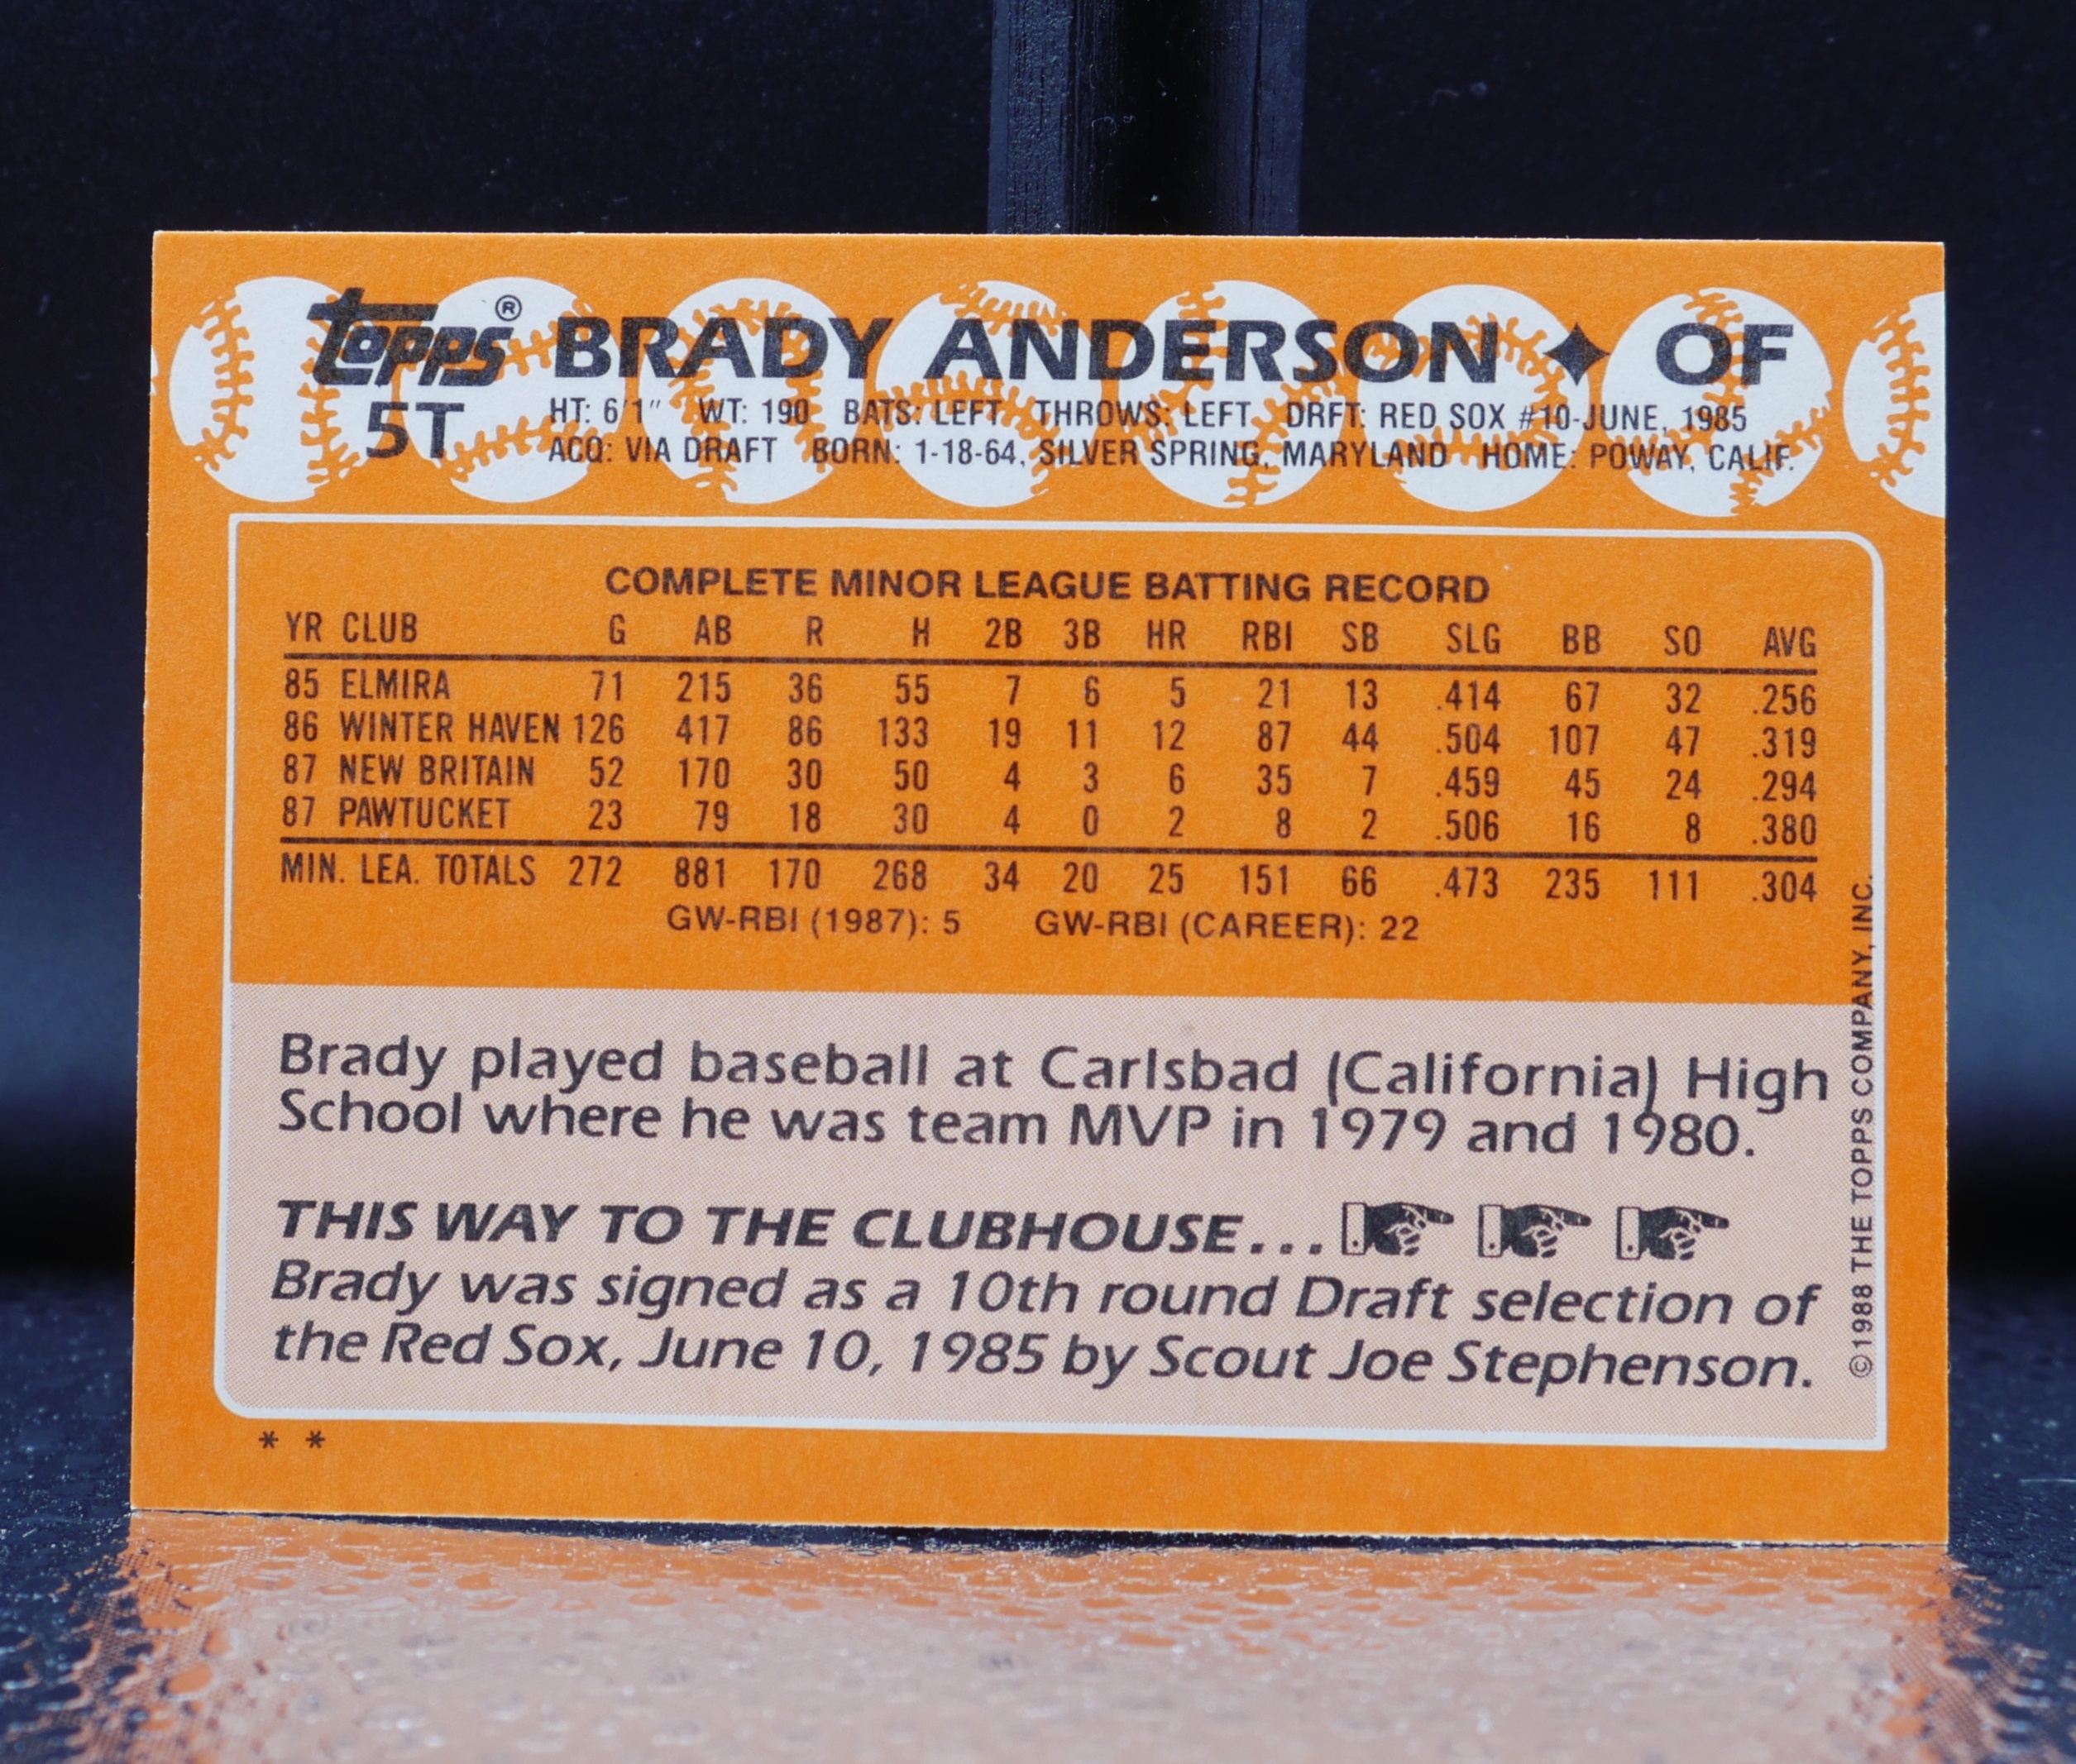 topps® BRADY ANDERSON ✦ OF
5T HT: 6'1" WT: 190 BATS: LEFT THROWS: LEFT DRFT: RED SOX #10-JUNE, 1985
ACQ: VIA DRAFT BORN: 1-18-64, SILVER SPRING, MARYLAND HOME: POWAY, CALIF.
COMPLETE MINOR LEAGUE BATTING RECORD
YR CLUB G AB R H 2B 3B HR RBI SB SLG BB SO AVG
85 ELMIRA 71 215 36 55 7 6 5 21 13 .414 67 32 .256
86 WINTER HAVEN 126 417 86 133 19 11 12 87 44 .504 107 47 .319
87 NEW BRITAIN 52 170 30 50 4 3 6 35 7 .459 45 24 .294
87 PAWTUCKET 23 79 18 30 4 0 2 8 2 .506 16 8 .380
MIN. LEA. TOTALS 272 881 170 268 34 20 25 151 66 .473 235 111 .304
GW-RBI (1987): 5 GW-RBI (CAREER): 22
Brady played baseball at Carlsbad (California) High
School where he was team MVP in 1979 and 1980.
THIS WAY TO THE CLUBHOUSE...
Brady was signed as a 10th round Draft selection of
the Red Sox, June 10, 1985 by Scout Joe Stephenson.
©1988 THE TOPPS COMPANY, INC.
* *